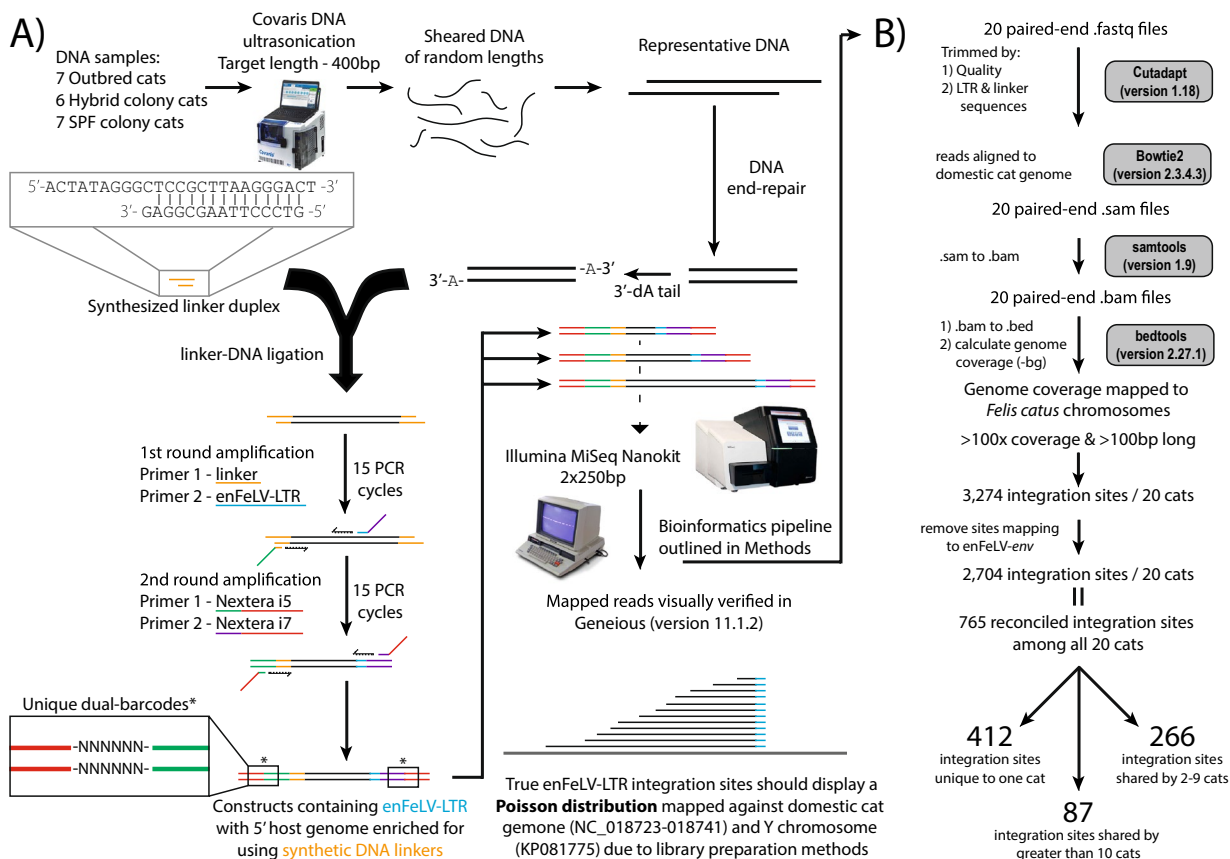 A)
DNA samples:
7 Outbred cats
6 Hybrid colony cats
7 SPF colony cats
Covaris DNA
ultrasonication
Target length - 400bp
Sheared DNA
of random lengths
Representative DNA
DNA
end-repair
5′-ACTATAGGGCTCCGCTTAAGGGACT-3′
3′-GAGGCGAATTCCCTG-5′
Synthesized linker duplex
3′-A-
-A-3′
3′-dA tail
linker-DNA ligation
1st round amplification
Primer 1 - linker
Primer 2 - enFeLV-LTR
15 PCR
cycles
2nd round amplification
Primer 1 - Nextera i5
Primer 2 - Nextera i7
15 PCR
cycles
Unique dual-barcodes*
-NNNNNN-
-NNNNNN-
*
*
Constructs containing enFeLV-LTR
with 5′ host genome enriched for
using synthetic DNA linkers
Illumina MiSeq Nanokit
2x250bp
Bioinformatics pipeline
outlined in Methods
Mapped reads visually verified in
Geneious (version 11.1.2)
True enFeLV-LTR integration sites should display a
Poisson distribution mapped against domestic cat
gemone (NC_018723-018741) and Y chromosome
(KP081775) due to library preparation methods
B)
20 paired-end .fastq files
Trimmed by:
1) Quality
2) LTR & linker
sequences
Cutadapt
(version 1.18)
reads aligned to
domestic cat genome
Bowtie2
(version 2.3.4.3)
20 paired-end .sam files
.sam to .bam
samtools
(version 1.9)
20 paired-end .bam files
1) .bam to .bed
2) calculate genome
coverage (-bg)
bedtools
(version 2.27.1)
Genome coverage mapped to
Felis catus chromosomes
>100x coverage & >100bp long
3,274 integration sites / 20 cats
remove sites mapping
to enFeLV-env
2,704 integration sites / 20 cats
765 reconciled integration sites
among all 20 cats
412
integration sites
unique to one cat
266
integration sites
shared by 2-9 cats
87
integration sites shared by
greater than 10 cats